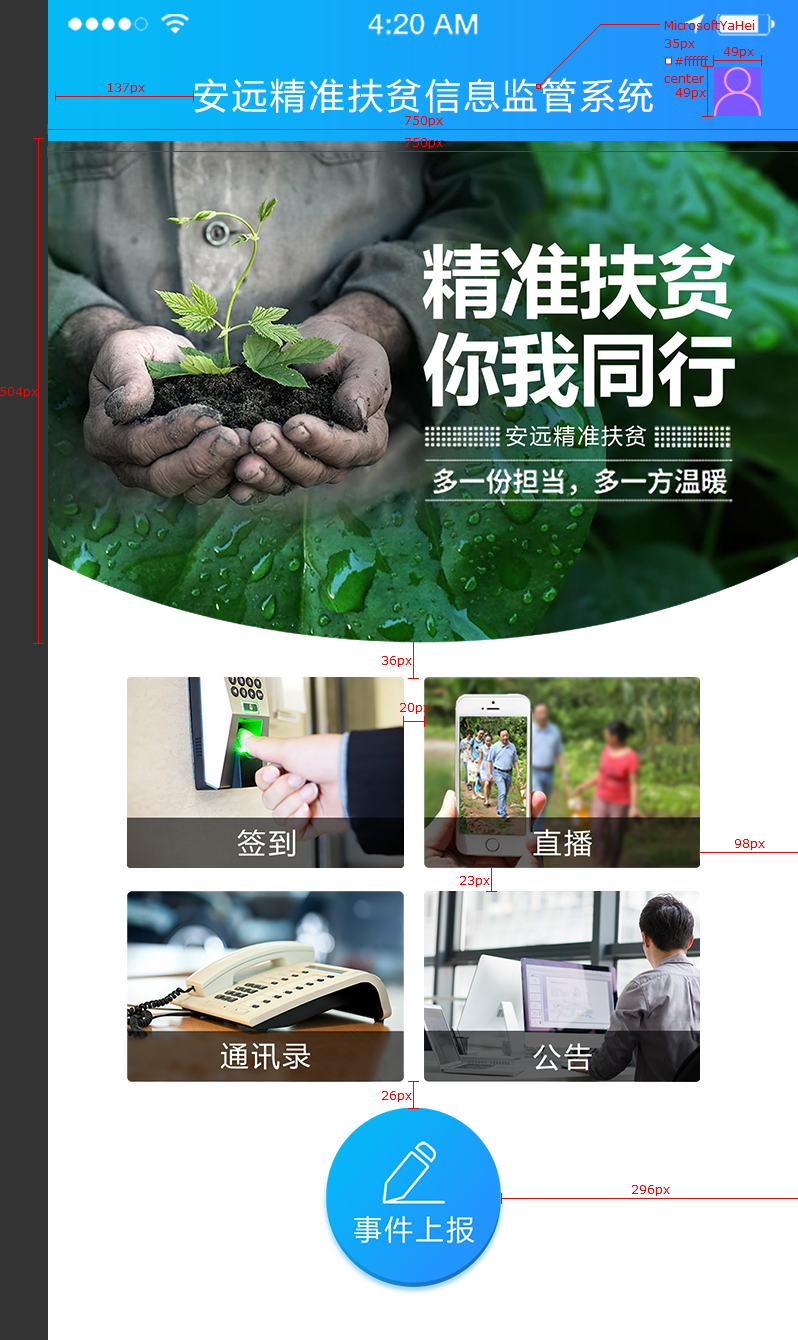 4:20 AM
MicrosoftYaHei
35px
#ffffff
center
49px
49px
137px
安远精准扶贫信息监管系统
750px
750px
504px
精准扶贫
你我同行
安远精准扶贫
多一份担当，多一方温暖
36px
20px
签到
直播
98px
23px
通讯录
公告
26px
296px
事件上报